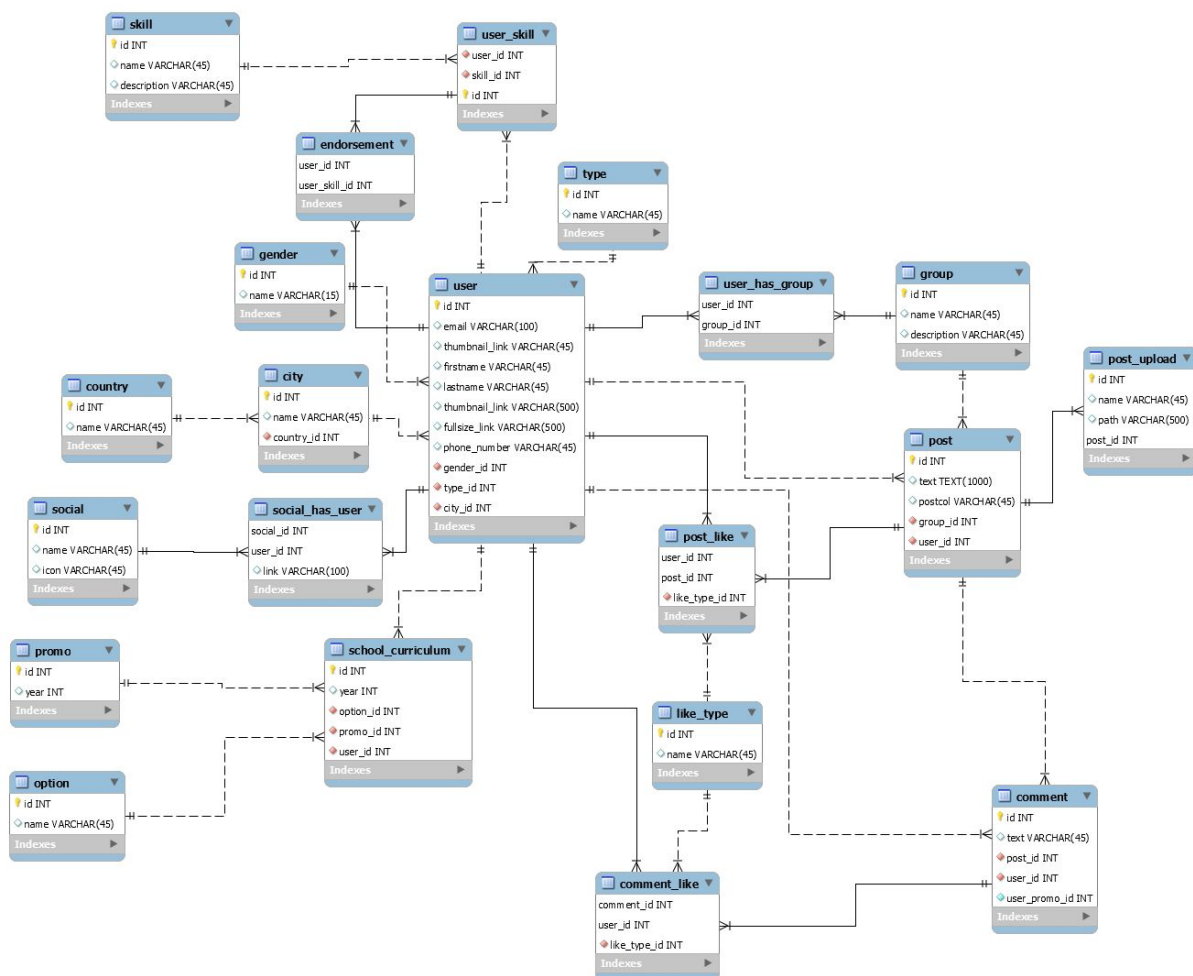 skill
id INT
name VARCHAR(45)
description VARCHAR(45)
Indexes
user_skill
user_id INT
skill_id INT
id INT
Indexes
endorsement
user_id INT
user_skill_id INT
Indexes
type
id INT
name VARCHAR(45)
Indexes
gender
id INT
name VARCHAR(15)
Indexes
user
id INT
email VARCHAR(100)
thumbnail_link VARCHAR(45)
firstname VARCHAR(45)
lastname VARCHAR(45)
thumbnail_link VARCHAR(500)
fullsize_link VARCHAR(500)
phone_number VARCHAR(45)
gender_id INT
type_id INT
city_id INT
Indexes
user_has_group
user_id INT
group_id INT
Indexes
group
id INT
name VARCHAR(45)
description VARCHAR(45)
Indexes
post_upload
id INT
name VARCHAR(45)
path VARCHAR(500)
post_id INT
Indexes
country
id INT
name VARCHAR(45)
Indexes
city
id INT
name VARCHAR(45)
country_id INT
Indexes
post
id INT
text TEXT(1000)
postcol VARCHAR(45)
group_id INT
user_id INT
Indexes
social
id INT
name VARCHAR(45)
icon VARCHAR(45)
Indexes
social_has_user
social_id INT
user_id INT
link VARCHAR(100)
Indexes
post_like
user_id INT
post_id INT
like_type_id INT
Indexes
promo
id INT
year INT
Indexes
school_curriculum
id INT
year INT
option_id INT
promo_id INT
user_id INT
Indexes
like_type
id INT
name VARCHAR(45)
Indexes
option
id INT
name VARCHAR(45)
Indexes
comment
id INT
text VARCHAR(45)
post_id INT
user_id INT
user_promo_id INT
Indexes
comment_like
comment_id INT
user_id INT
like_type_id INT
Indexes